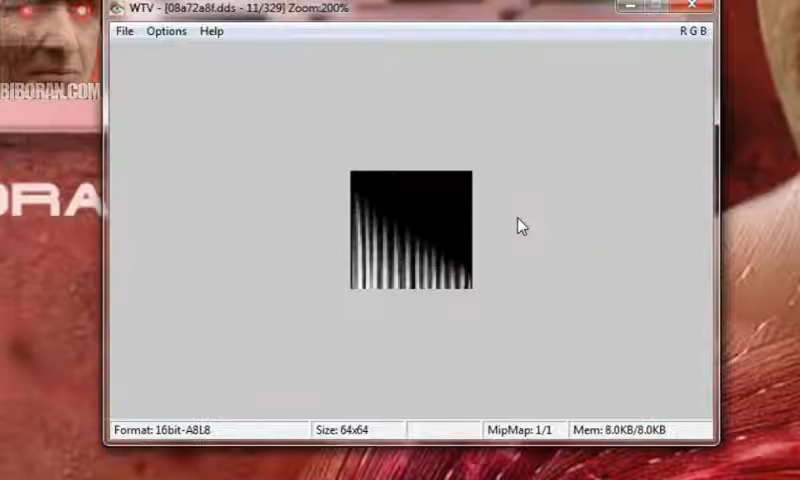 WTV - [08a72a8f.dds - 11/329] Zoom:200%
File Options Help R G B
BIBORAN.COM
ORA
Format: 16bit-A8L8 Size: 64x64 MipMap: 1/1 Mem: 8.0KB/8.0KB